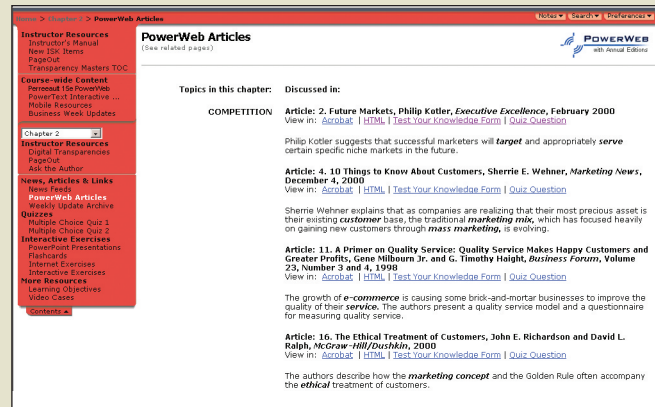 Home > Chapter 2 > PowerWeb Articles
Notes ▾ Search ▾ Preferences ▾
Instructor Resources
Instructor's Manual
New ISK Items
PageOut
Transparency Masters TOC
Course-wide Content
Perreault 15e PowerWeb
PowerText Interactive ...
Mobile Resources
Business Week Updates
Chapter 2
Instructor Resources
Digital Transparencies
PageOut
Ask the Author
News, Articles & Links
News Feeds
PowerWeb Articles
Weekly Update Archive
Quizzes
Multiple Choice Quiz 1
Multiple Choice Quiz 2
Interactive Exercises
PowerPoint Presentations
Flashcards
Internet Exercises
Interactive Exercises
More Resources
Learning Objectives
Video Cases
Contents ▴
PowerWeb Articles
(See related pages)
POWERWEB
with Annual Editions
Topics in this chapter: Discussed in:
COMPETITION
Article: 2. Future Markets, Philip Kotler, Executive Excellence, February 2000
View in: Acrobat | HTML | Test Your Knowledge Form | Quiz Question
Philip Kotler suggests that successful marketers will target and appropriately serve
certain specific niche markets in the future.
Article: 4. 10 Things to Know About Customers, Sherrie E. Wehner, Marketing News,
December 4, 2000
View in: Acrobat | HTML | Test Your Knowledge Form | Quiz Question
Sherrie Wehner explains that as companies are realizing that their most precious asset is
their existing customer base, the traditional marketing mix, which has focused heavily
on gaining new customers through mass marketing, is evolving.
Article: 11. A Primer on Quality Service: Quality Service Makes Happy Customers and
Greater Profits, Gene Milbourn Jr. and G. Timothy Haight, Business Forum, Volume
23, Number 3 and 4, 1998
View in: Acrobat | HTML | Test Your Knowledge Form | Quiz Question
The growth of e-commerce is causing some brick-and-mortar businesses to improve the
quality of their service. The authors present a quality service model and a questionnaire
for measuring quality service.
Article: 16. The Ethical Treatment of Customers, John E. Richardson and David L.
Ralph, McGraw-Hill/Dushkin, 2000
View in: Acrobat | HTML | Test Your Knowledge Form | Quiz Question
The authors describe how the marketing concept and the Golden Rule often accompany
the ethical treatment of customers.